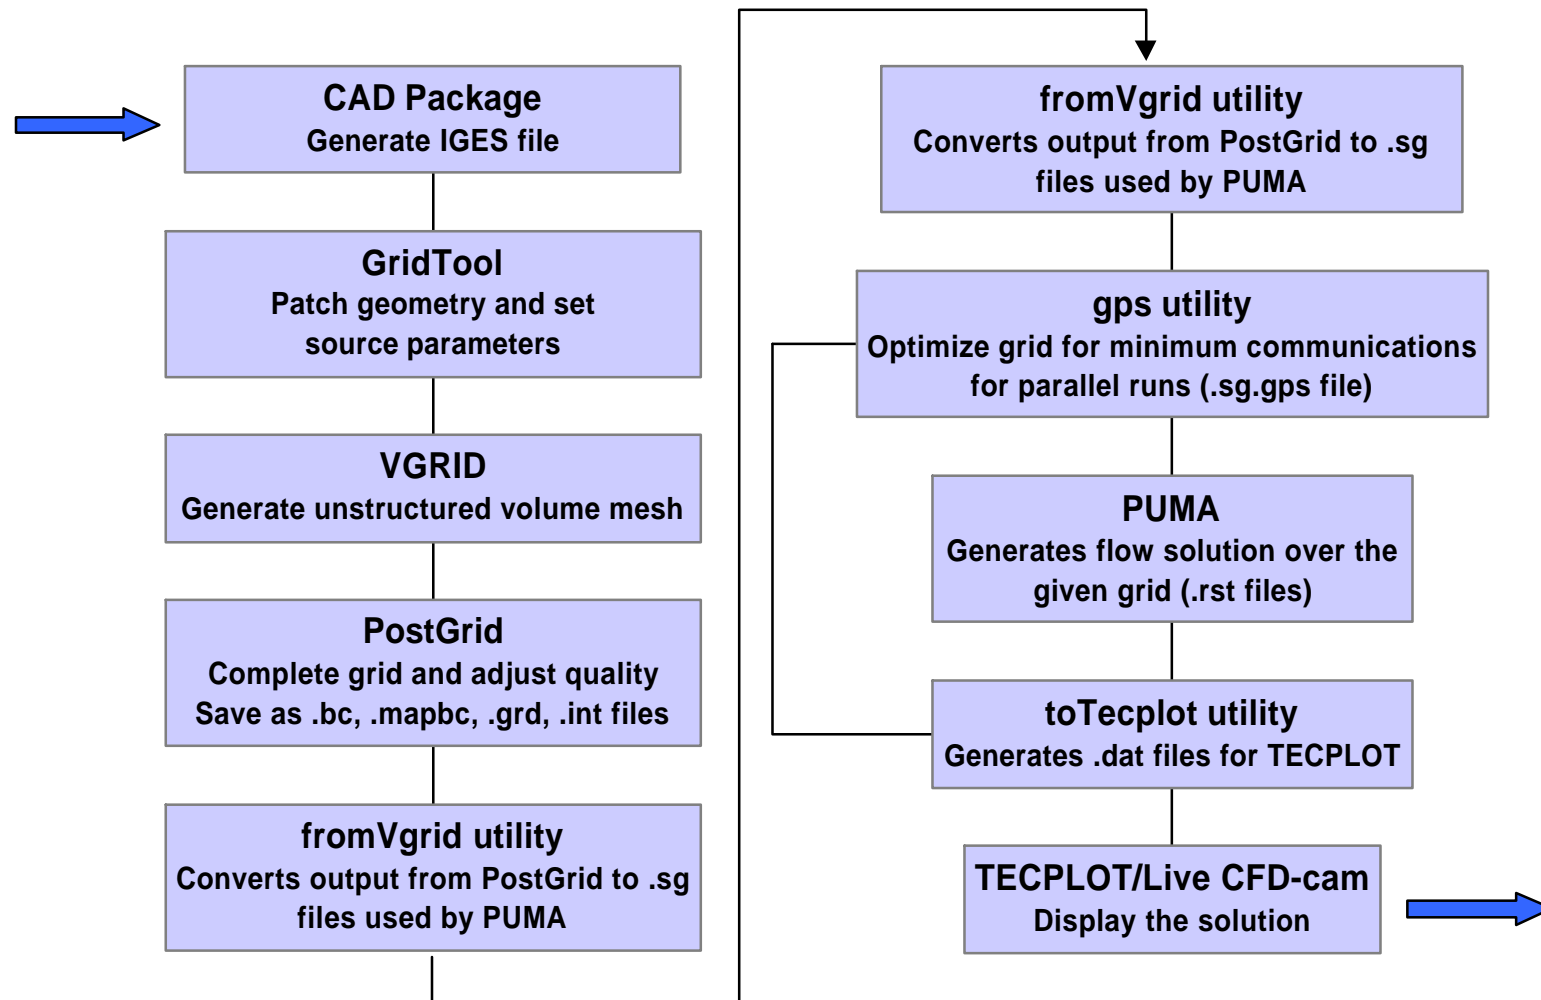 CAD Package
Generate IGES file
GridTool
Patch geometry and set
source parameters
VGRID
Generate unstructured volume mesh
PostGrid
Complete grid and adjust quality
Save as .bc, .mapbc, .grd, .int files
fromVgrid utility
Converts output from PostGrid to .sg
files used by PUMA
fromVgrid utility
Converts output from PostGrid to .sg
files used by PUMA
gps utility
Optimize grid for minimum communications
for parallel runs (.sg.gps file)
PUMA
Generates flow solution over the
given grid (.rst files)
toTecplot utility
Generates .dat files for TECPLOT
TECPLOT/Live CFD-cam
Display the solution